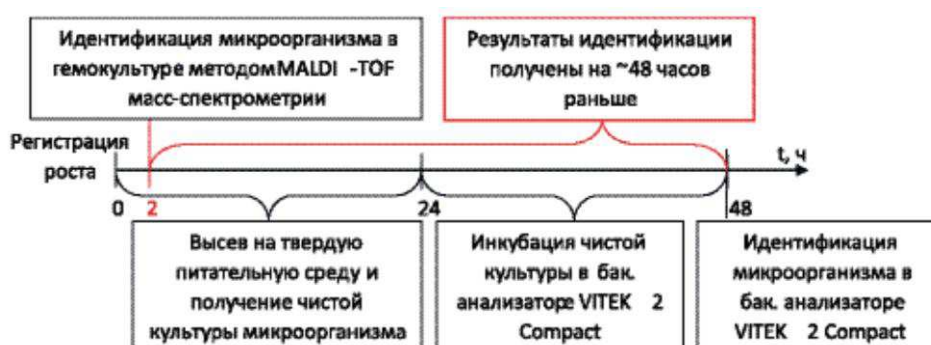 Идентификация микроорганизма в
гемокультуре методом MALDI -TOF
масс-спектрометрии
Результаты идентификации
получены на ~48 часов
раньше
Регистрация
роста
t, ч
0
2
24
48
Высев на твердую
питательную среду и
получение чистой
культуры микроорганизма
Инкубация чистой
культуры в бак.
анализаторе VITEK 2
Compact
Идентификация
микроорганизма в
бак. анализаторе
VITEK 2 Compact